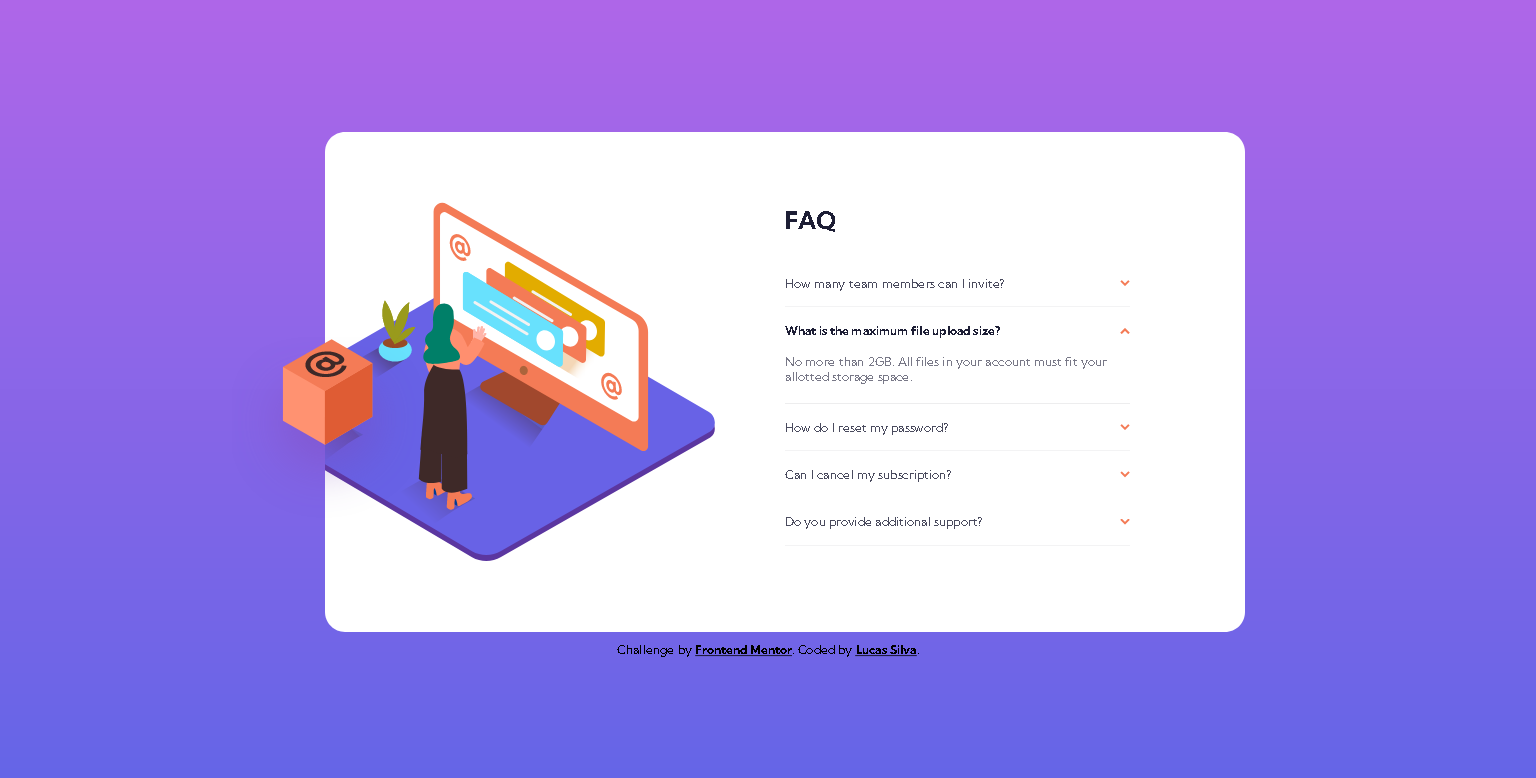 FAQ
How many team members can I invite?
What is the maximum file upload size?
No more than 2GB. All files in your account must fit your
allotted storage space.
How do I reset my password?
Can I cancel my subscription?
Do you provide additional support?
Challenge by Frontend Mentor. Coded by Lucas Silva.